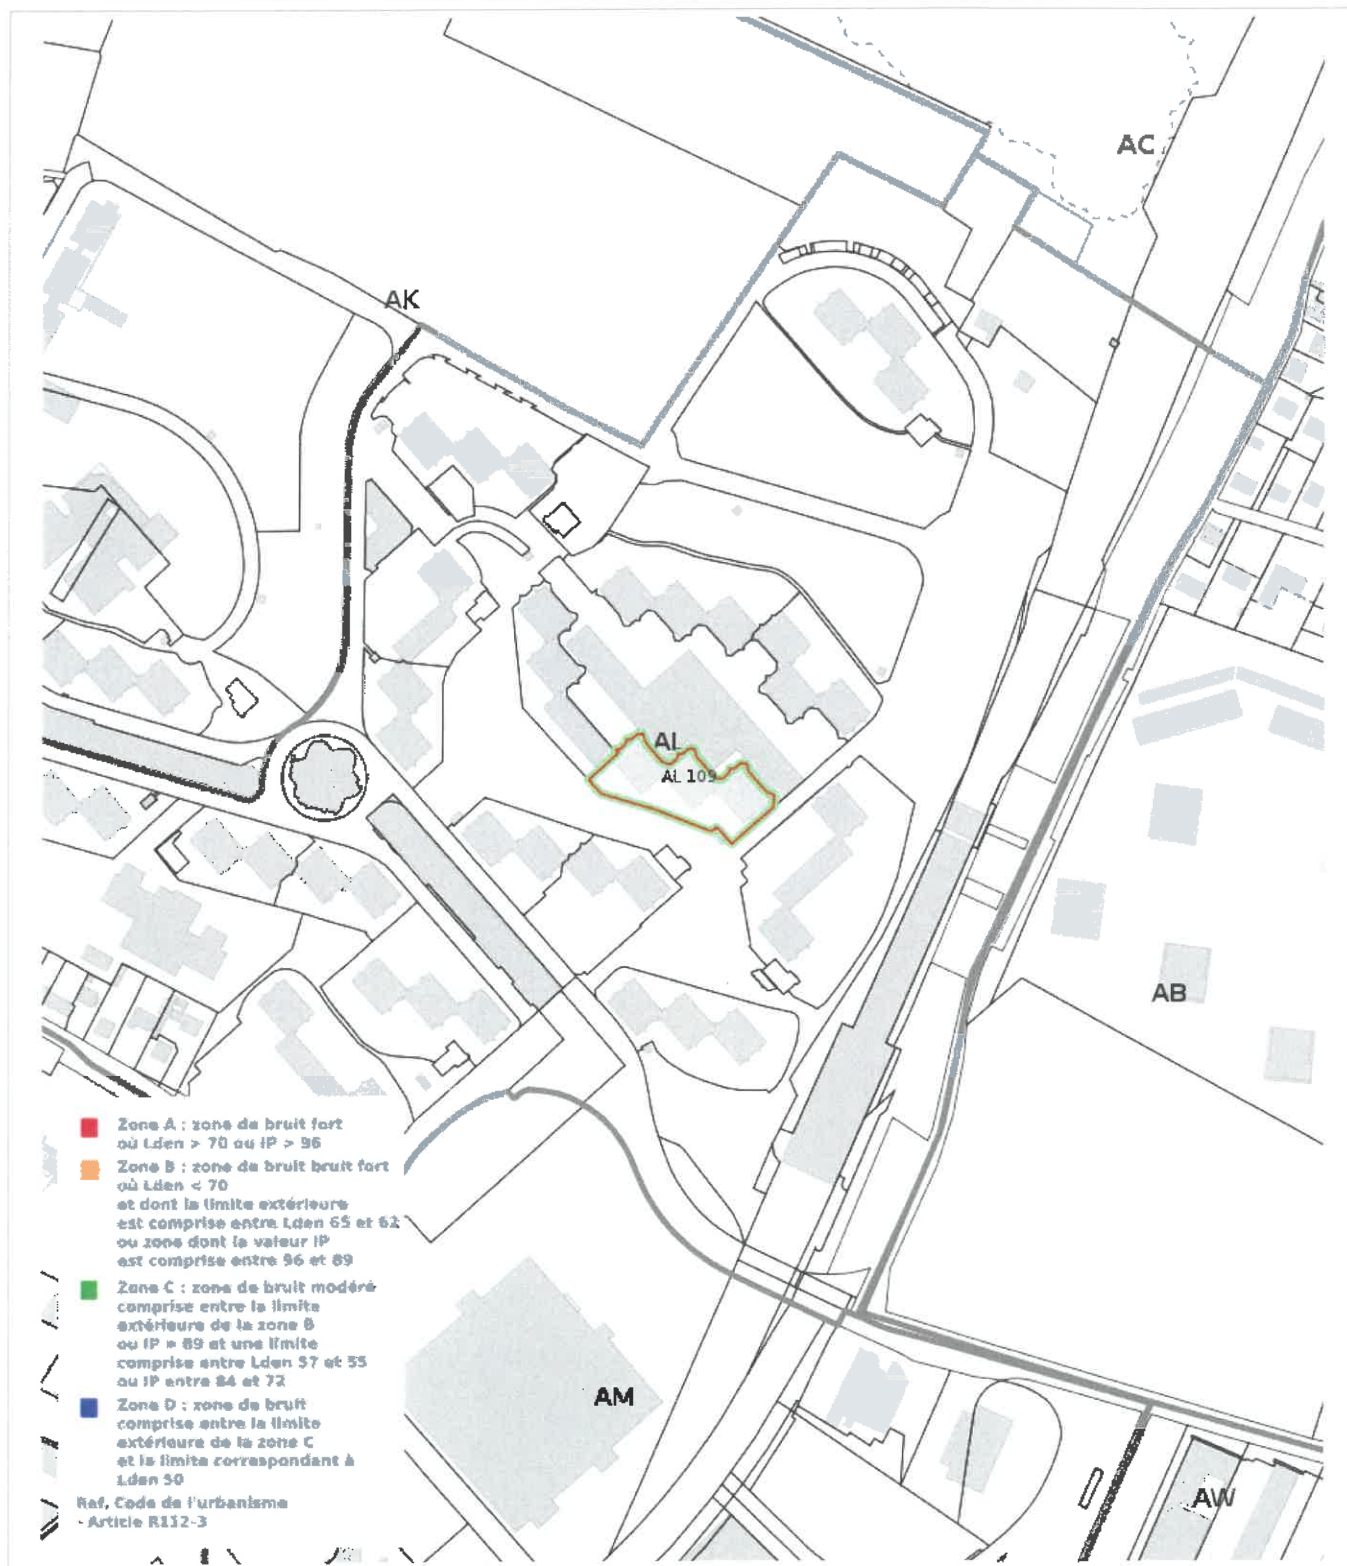 AC
AK
AL
AL 109
AB
Zone A : zone de bruit fort
où Lden > 70 ou IP > 96
Zone B : zone de bruit bruit fort
où Lden < 70
et dont la limite extérieure
est comprise entre Lden 65 et 62
ou zone dont la valeur IP
est comprise entre 96 et 89
Zone C : zone de bruit modéré
comprise entre la limite
extérieure de la zone B
ou IP = 89 et une limite
comprise entre Lden 57 et 55
ou IP entre 84 et 72
Zone D : zone de bruit
comprise entre la limite
extérieure de la zone C
et la limite correspondant à
Lden 50
Ref. Code de l'urbanisme
- Article R112-3
AM
AW